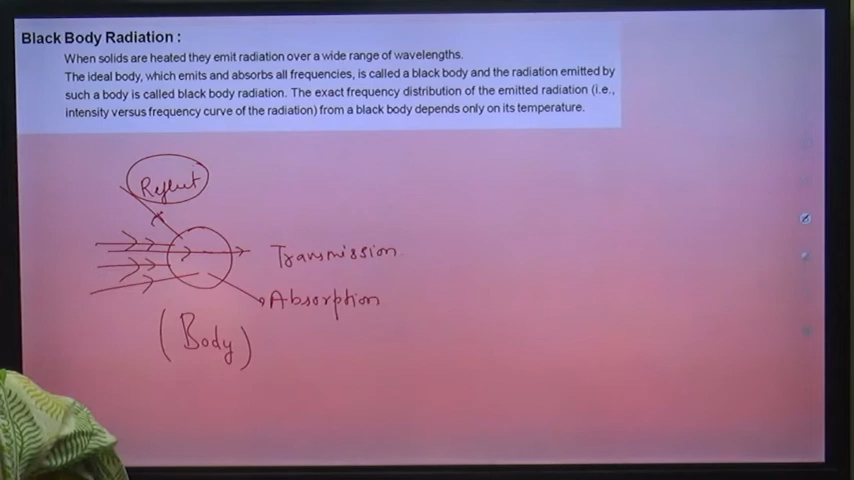 Black Body Radiation :
When solids are heated they emit radiation over a wide range of wavelengths.
The ideal body, which emits and absorbs all frequencies, is called a black body and the radiation emitted by
such a body is called black body radiation. The exact frequency distribution of the emitted radiation (i.e.,
intensity versus frequency curve of the radiation) from a black body depends only on its temperature.
Reflect
Transmission
Absorption
(Body)